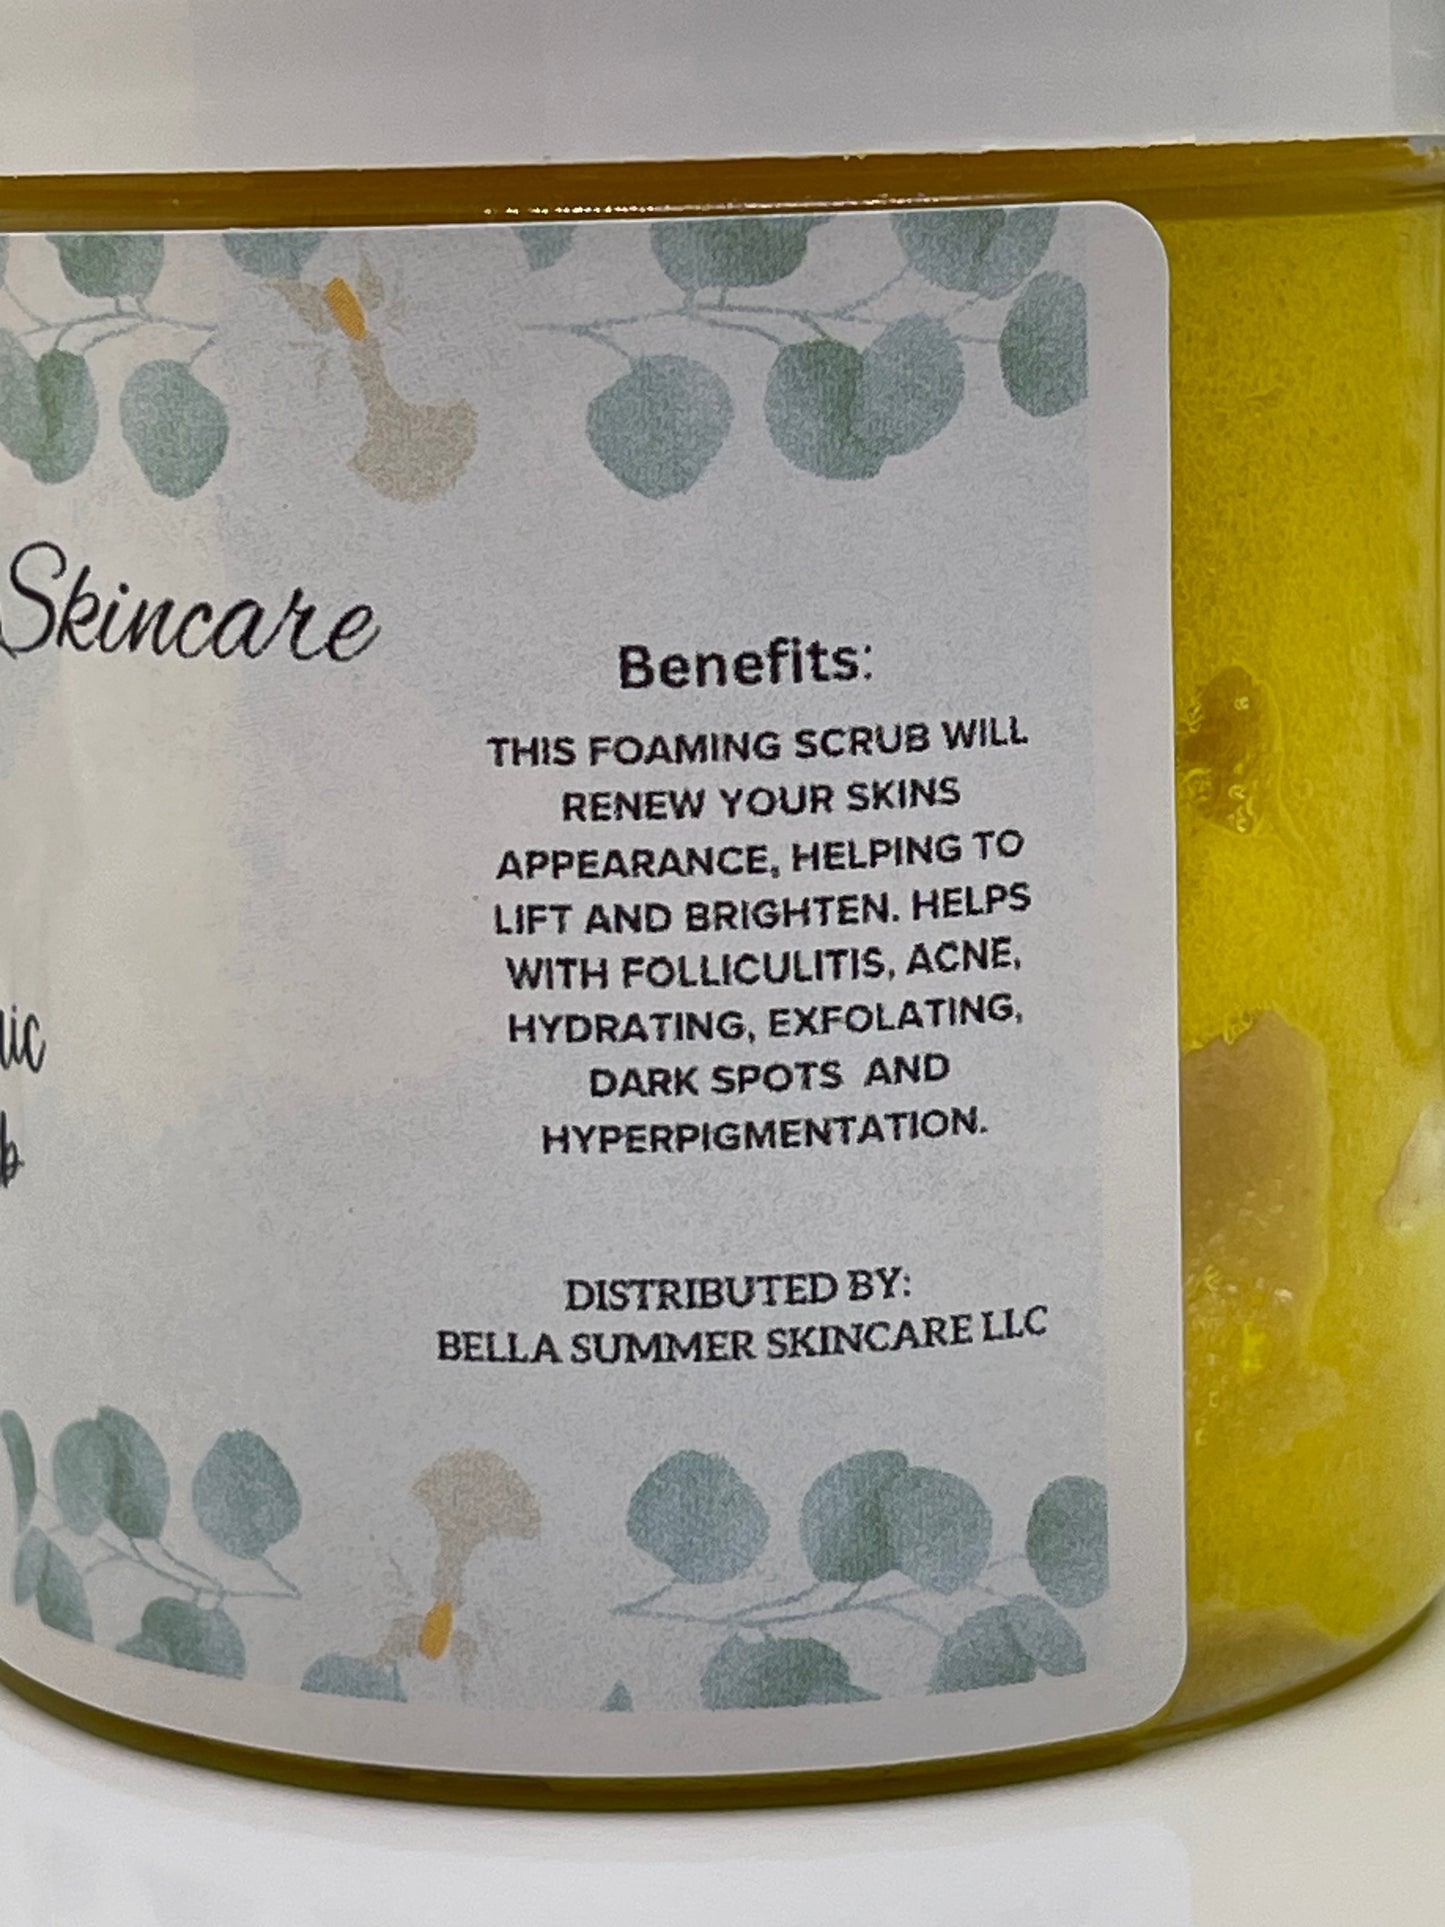 Skincare
Benefits:
THIS FOAMING SCRUB WILL
RENEW YOUR SKINS
APPEARANCE, HELPING TO
LIFT AND BRIGHTEN. HELPS
WITH FOLLICULITIS, ACNE,
HYDRATING, EXFOLATING,
DARK SPOTS AND
HYPERPIGMENTATION.
DISTRIBUTED BY:
BELLA SUMMER SKINCARE LLC